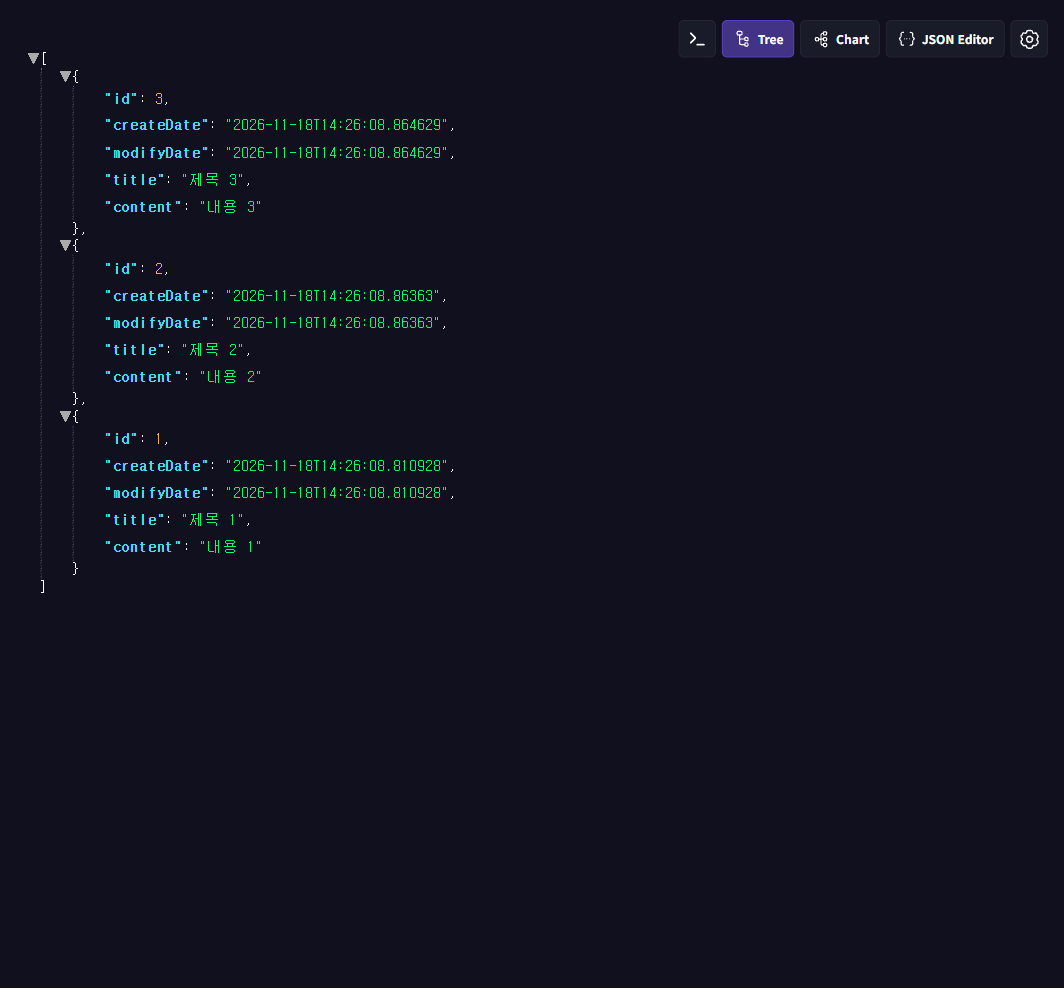 Tree
Chart
JSON Editor
[
{
"id": 3,
"createDate": "2026-11-18T14:26:08.864629",
"modifyDate": "2026-11-18T14:26:08.864629",
"title": "제목 3",
"content": "내용 3"
},
{
"id": 2,
"createDate": "2026-11-18T14:26:08.86363",
"modifyDate": "2026-11-18T14:26:08.86363",
"title": "제목 2",
"content": "내용 2"
},
{
"id": 1,
"createDate": "2026-11-18T14:26:08.810928",
"modifyDate": "2026-11-18T14:26:08.810928",
"title": "제목 1",
"content": "내용 1"
}
]